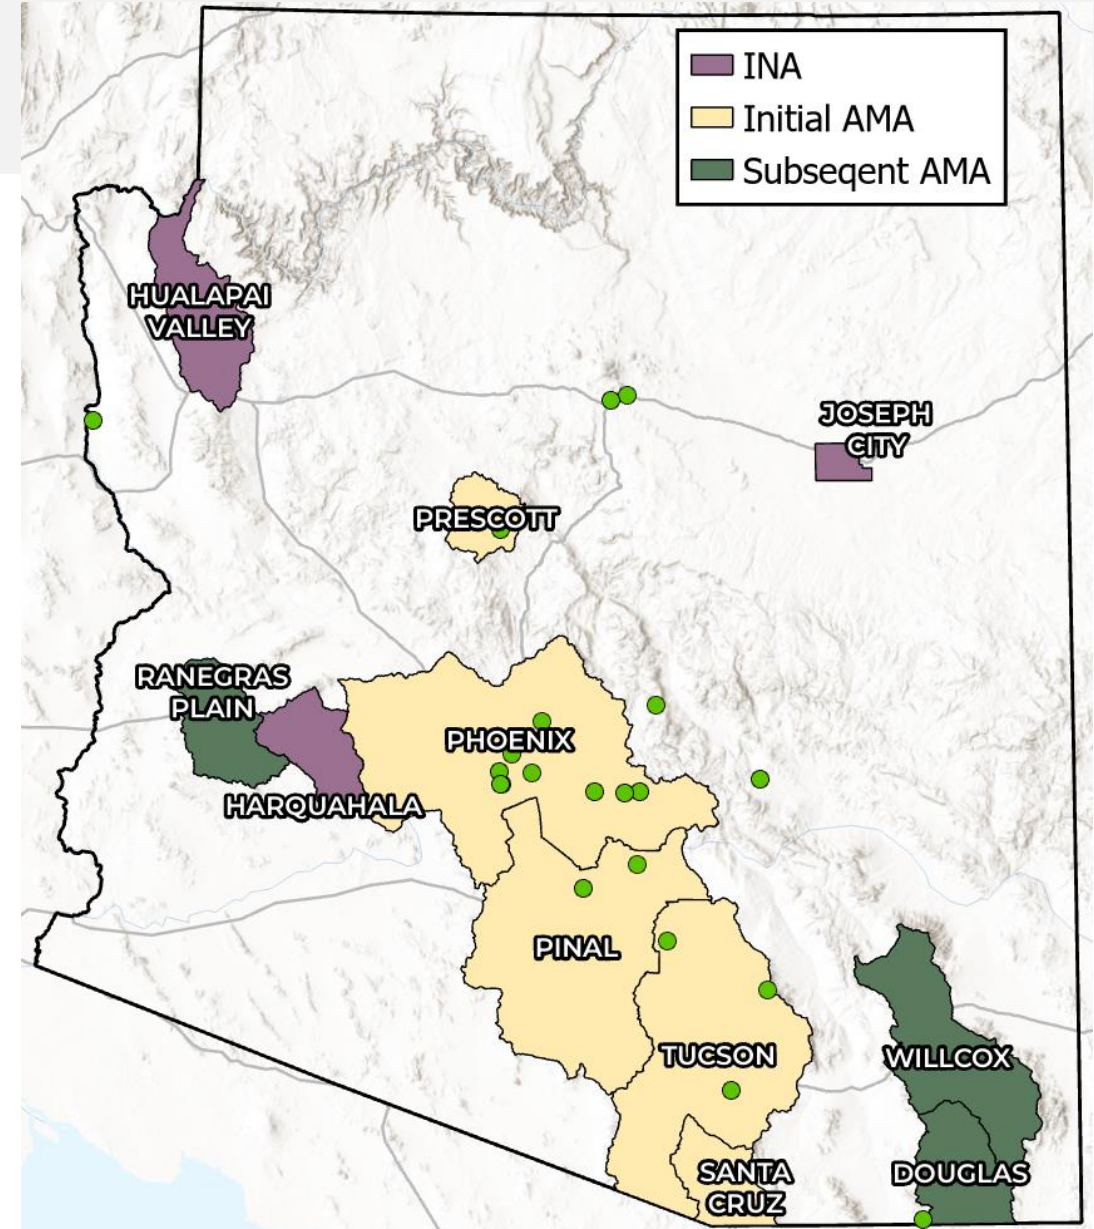 INA
Initial AMA
Subseqent AMA
HUALAPAI
VALLEY
JOSEPH
CITY
PRESCOTT
RANEGRAS
PLAIN
PHOENIX
HARQUAHALA
PINAL
TUCSON
WILLCOX
SANTA
CRUZ
DOUGLAS